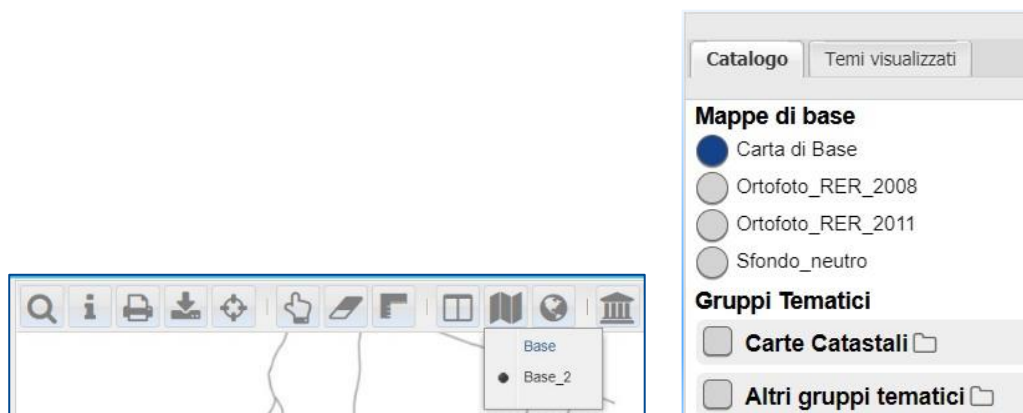 Base
Base_2
Catalogo
Temi visualizzati
Mappe di base
Carta di Base
Ortofoto_RER_2008
Ortofoto_RER_2011
Sfondo_neutro
Gruppi Tematici
Carte Catastali
Altri gruppi tematici